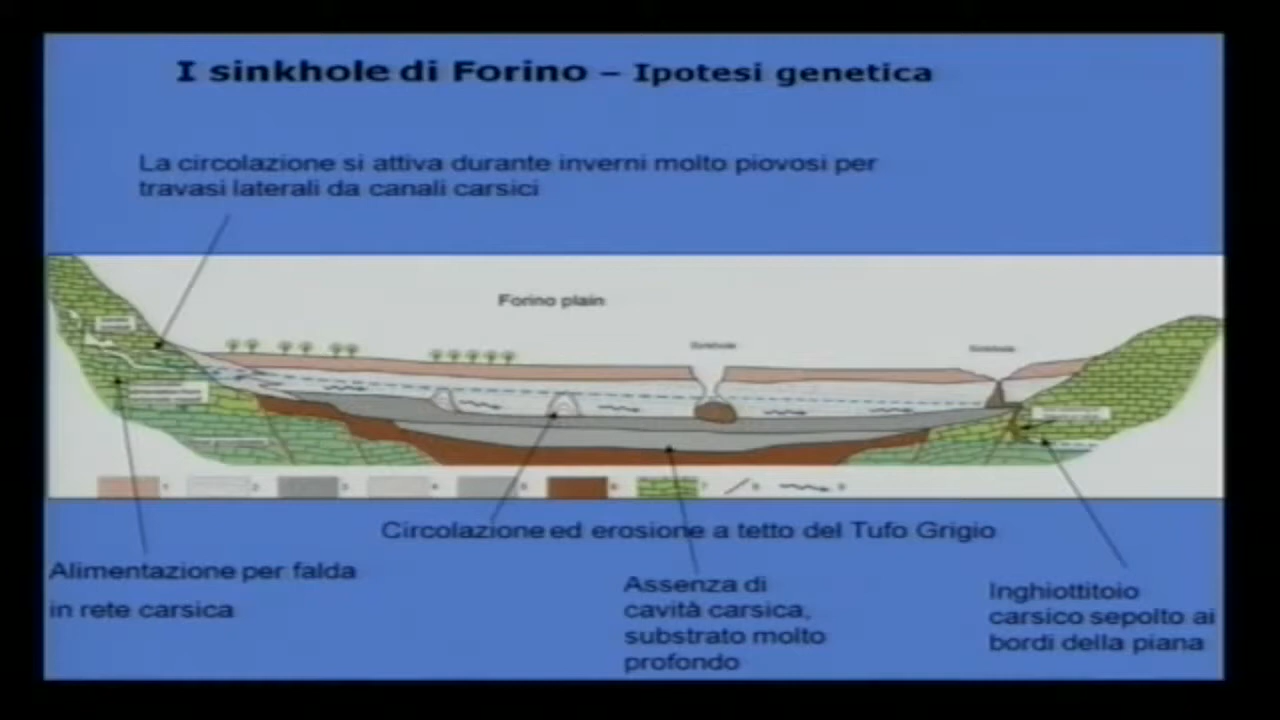 I sinkhole di Forino – Ipotesi genetica
La circolazione si attiva durante inverni molto piovosi per
travasi laterali da canali carsici
Forino plain
Sinkhole
Sinkhole
Circolazione ed erosione a tetto del Tufo Grigio
Alimentazione per falda
in rete carsica
Assenza di
cavità carsica,
substrato molto
profondo
Inghiottitoio
carsico sepolto ai
bordi della piana